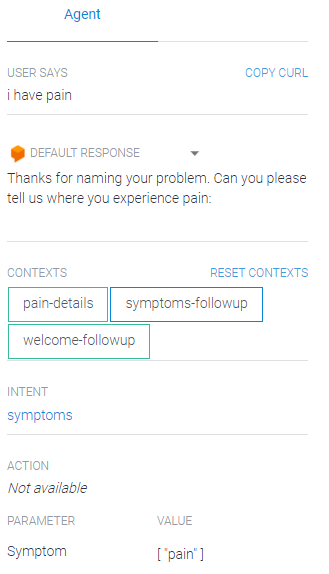 Agent
USER SAYS COPY CURL
i have pain
DEFAULT RESPONSE
Thanks for naming your problem. Can you please
tell us where you experience pain:
CONTEXTS RESET CONTEXTS
pain-details symptoms-followup
welcome-followup
INTENT
symptoms
ACTION
Not available
PARAMETER VALUE
Symptom [ "pain" ]